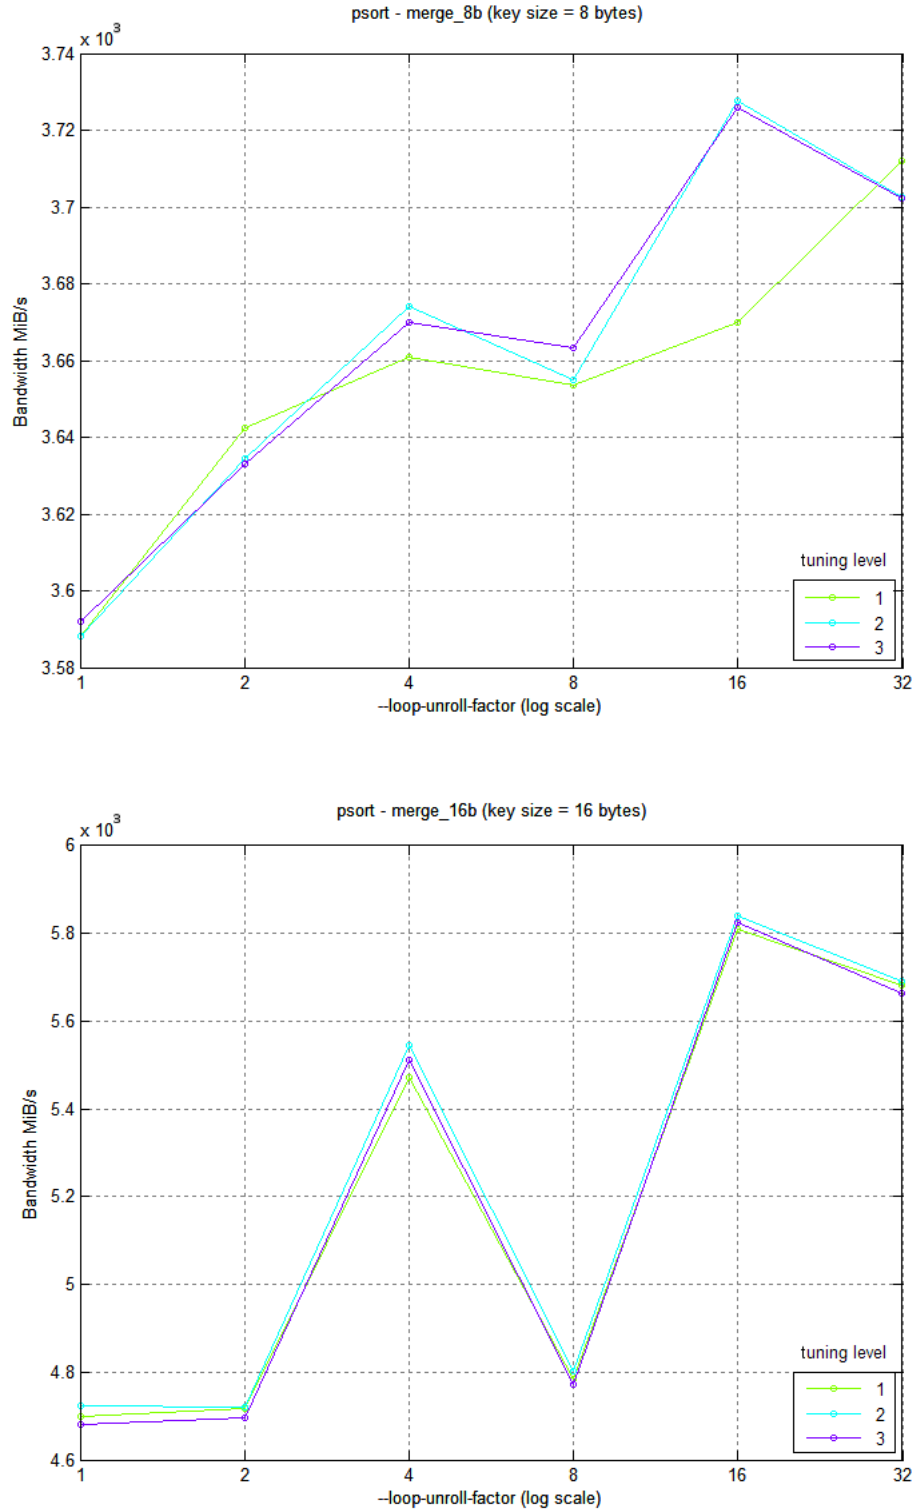 psort - merge_8b (key size = 8 bytes)
x 10³
3.74
3.72
3.7
3.68
3.66
3.64
3.62
3.6
3.58
Bandwidth MiB/s
tuning level
1
2
3
1 2 4 8 16 32
--loop-unroll-factor (log scale)
psort - merge_16b (key size = 16 bytes)
x 10³
6
5.8
5.6
5.4
5.2
5
4.8
4.6
Bandwidth MiB/s
tuning level
1
2
3
1 2 4 8 16 32
--loop-unroll-factor (log scale)